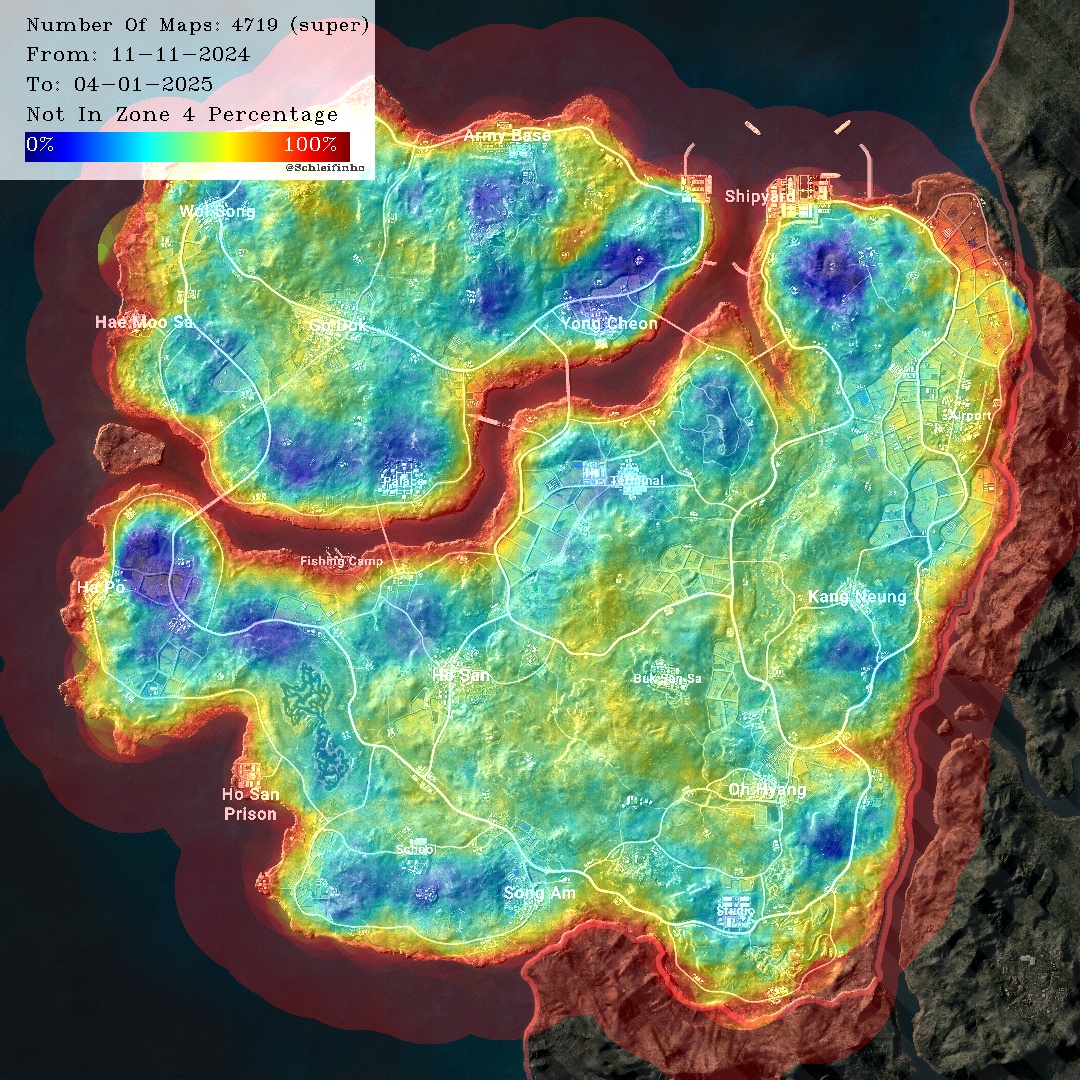 Number Of Maps: 4719 (super)
From: 11-11-2024
To: 04-01-2025
Not In Zone 4 Percentage
0% 100%
@Schleifinho
Army Base
Shipyard
Wol Song
Hae Moo Sa
Go Dok
Yong Cheon
Airport
Palace
Terminal
Fishing Camp
Ha Po
Kang Neung
Ho San
Buk San Sa
Ho San
Prison
Oh Hyang
School
Song Am
Studio